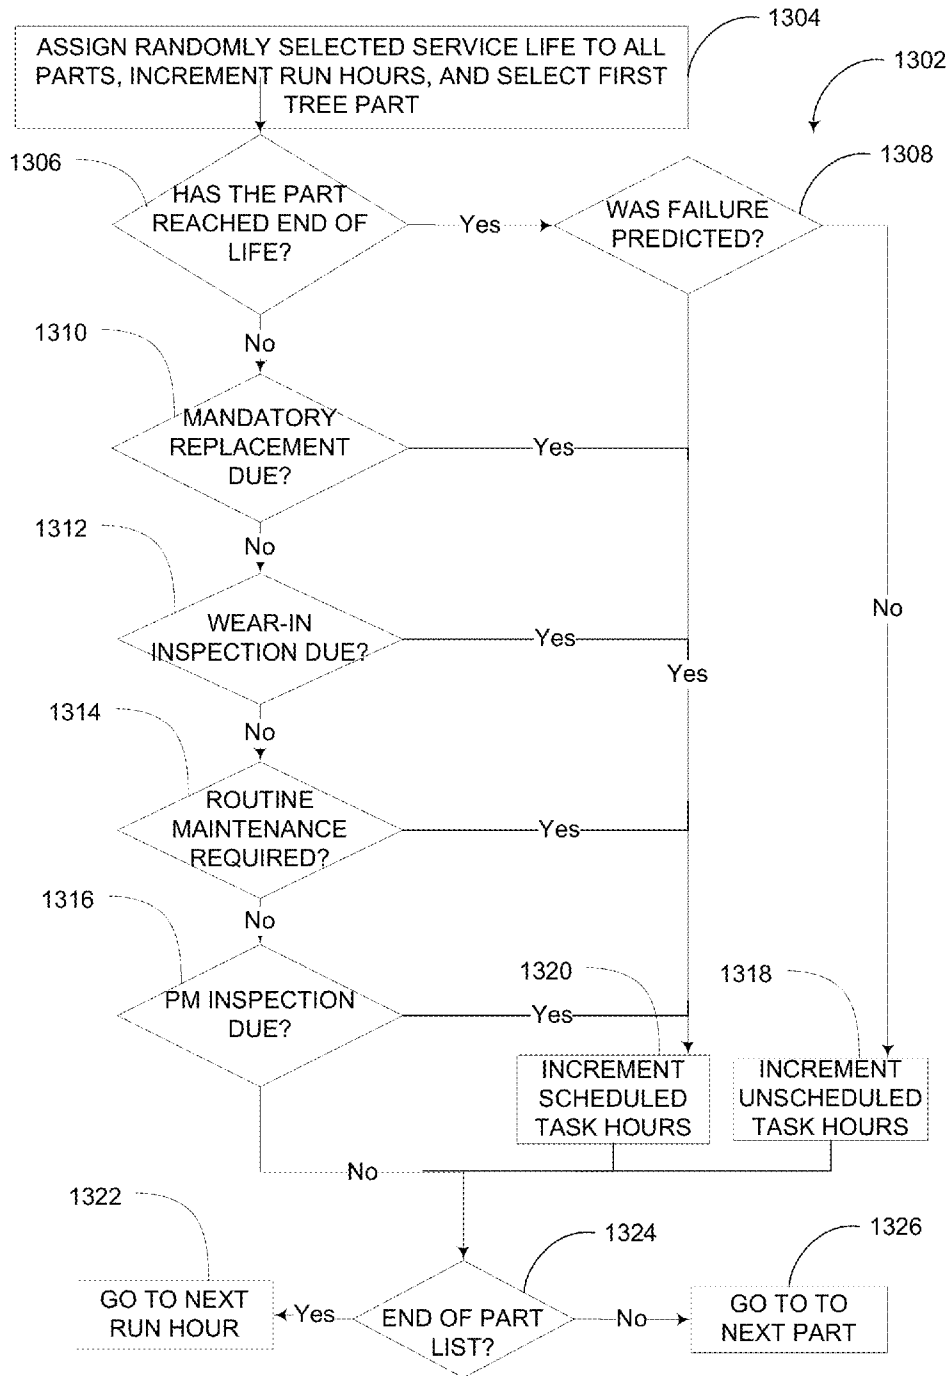 1304
ASSIGN RANDOMLY SELECTED SERVICE LIFE TO ALL
PARTS, INCREMENT RUN HOURS, AND SELECT FIRST
TREE PART
1302
1306
HAS THE PART
REACHED END OF
LIFE?
Yes
1308
WAS FAILURE
PREDICTED?
No
1310
MANDATORY
REPLACEMENT
DUE?
Yes
No
1312
WEAR-IN
INSPECTION DUE?
Yes
No
Yes
No
1314
ROUTINE
MAINTENANCE
REQUIRED?
Yes
No
1316
PM INSPECTION
DUE?
Yes
1320
INCREMENT
SCHEDULED
TASK HOURS
1318
INCREMENT
UNSCHEDULED
TASK HOURS
No
1322
GO TO NEXT
RUN HOUR
Yes
1324
END OF PART
LIST?
No
1326
GO TO TO
NEXT PART